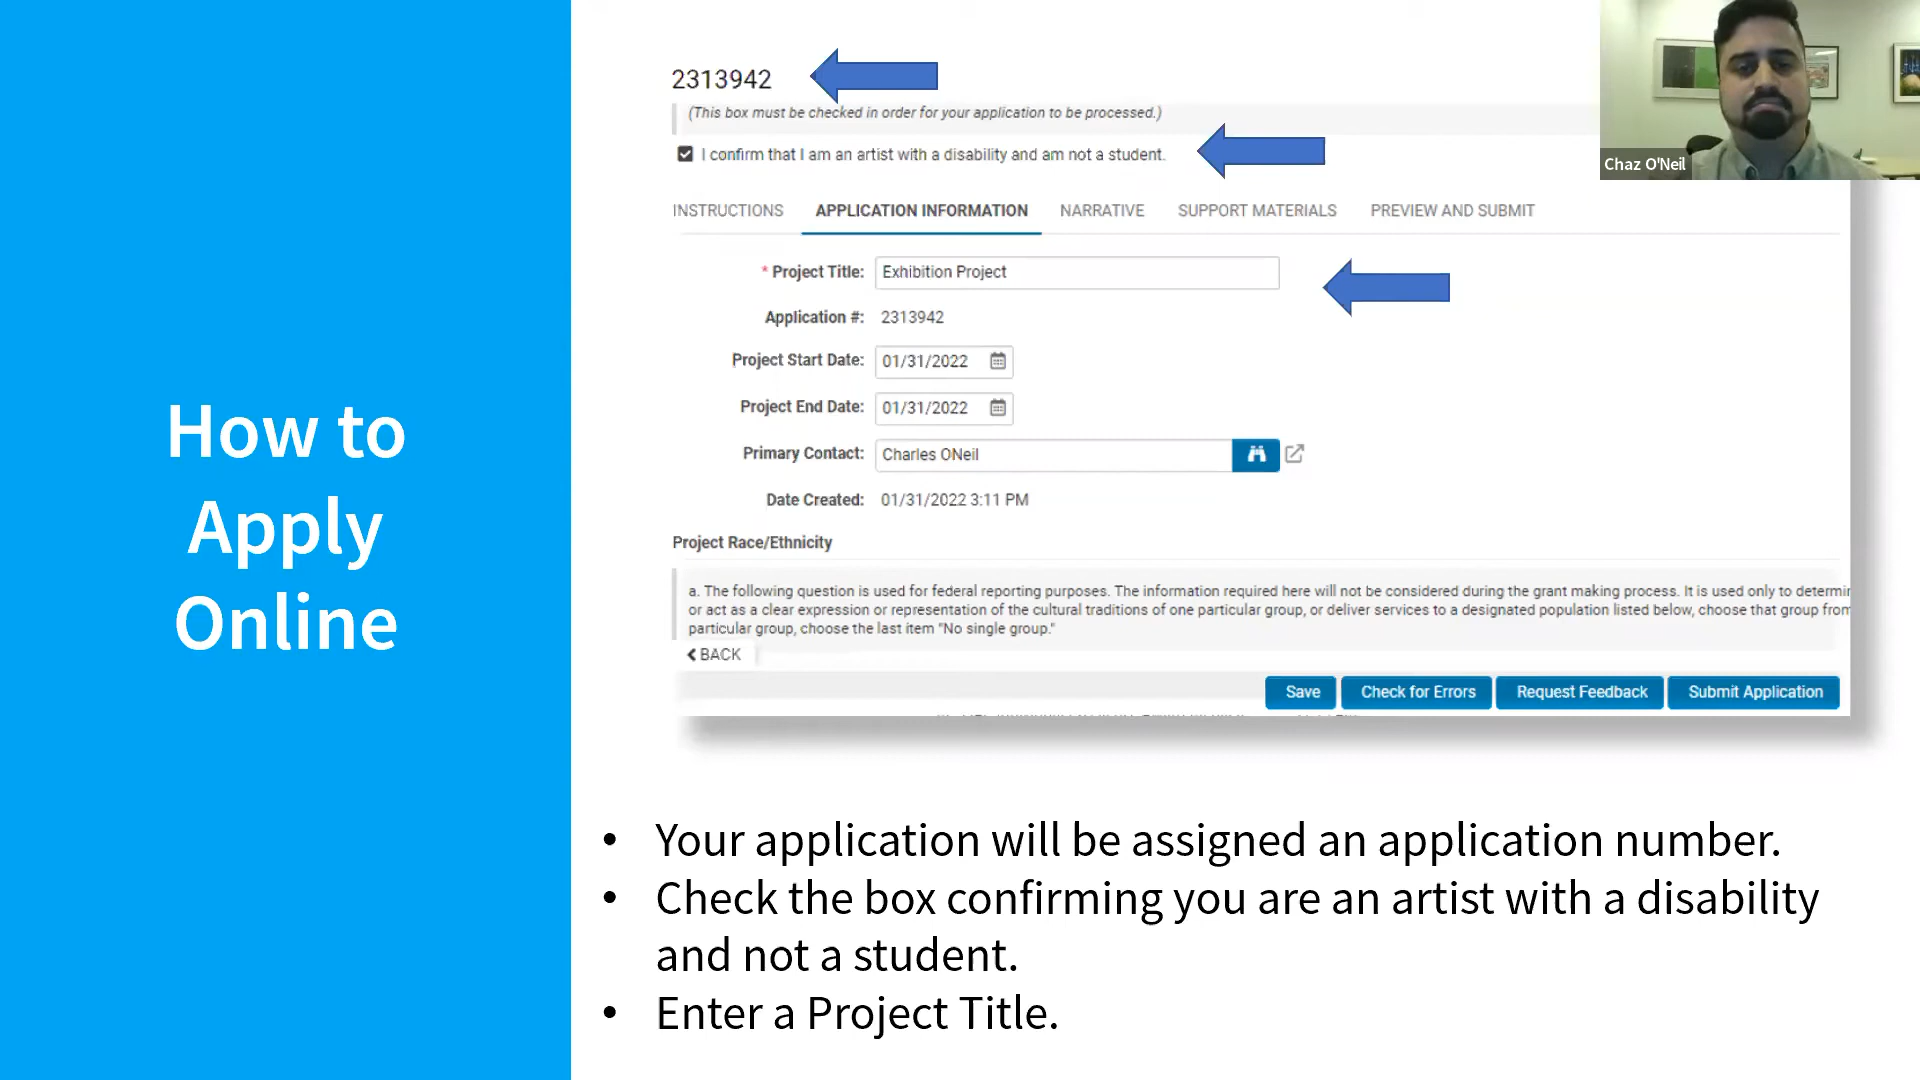 How to
Apply
Online
2313942
(This box must be checked in order for your application to be processed.)
I confirm that I am an artist with a disability and am not a student.
INSTRUCTIONS APPLICATION INFORMATION NARRATIVE SUPPORT MATERIALS PREVIEW AND SUBMIT
* Project Title: Exhibition Project
Application #: 2313942
Project Start Date: 01/31/2022
Project End Date: 01/31/2022
Primary Contact: Charles ONeil
Date Created: 01/31/2022 3:11 PM
Project Race/Ethnicity
a. The following question is used for federal reporting purposes. The information required here will not be considered during the grant making process. It is used only to
or act as a clear expression or representation of the cultural traditions of one particular group, or deliver services to a designated population listed below, choose that group from
particular group, choose the last item "No single group."
BACK
Save Check for Errors Request Feedback Submit Application
Chaz O'Neil
• Your application will be assigned an application number.
• Check the box confirming you are an artist with a disability
and not a student.
• Enter a Project Title.